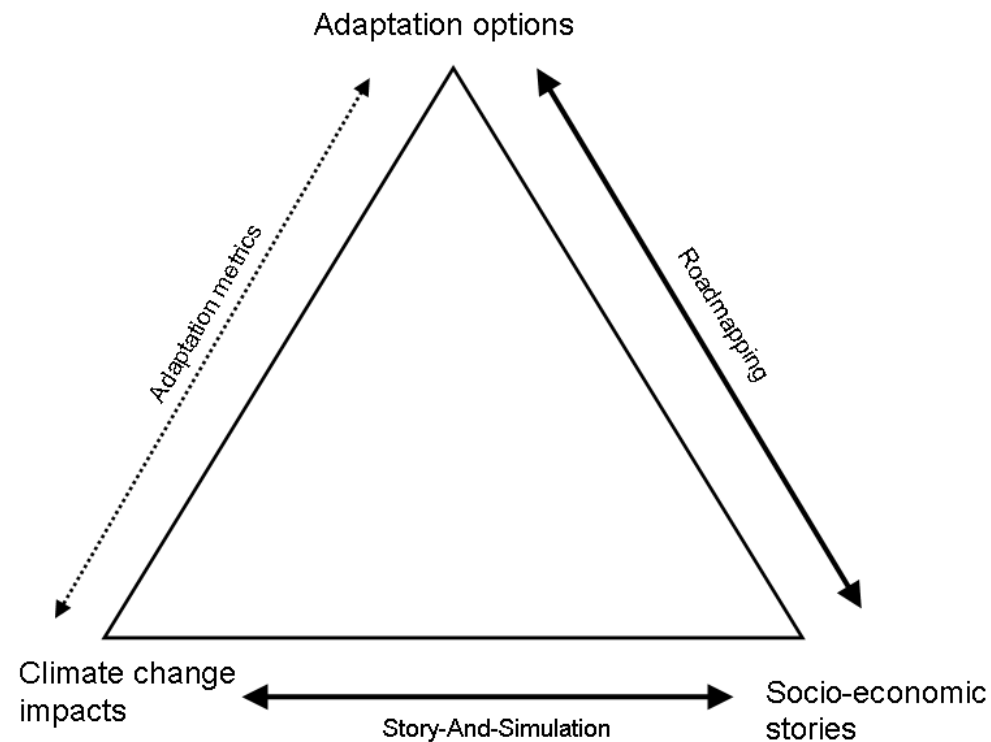 Adaptation options
Adaptation metrics
Roadmapping
Climate change
impacts
Story-And-Simulation
Socio-economic
stories